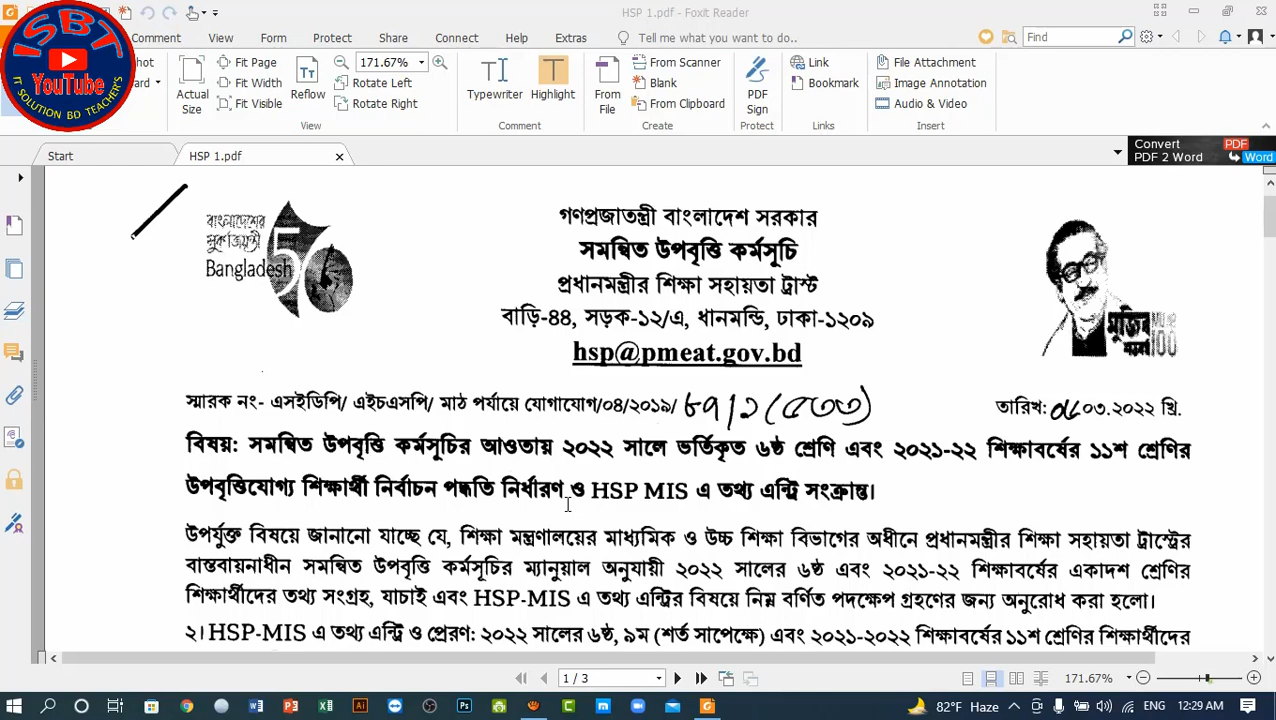 HSP 1.pdf - Foxit Reader
Comment View Form Protect Share Connect Help Extras Tell me what you want to do.. Find
Fit Page 171.67% From Scanner Link File Attachment
Fit Width Rotate Left Blank Bookmark Image Annotation
Actual Size Fit Visible Reflow Rotate Right Typewriter Highlight From File From Clipboard PDF Sign Audio & Video
View Comment Create Protect Links Insert
ISBT
YouTube
IT SOLUTION BD TEACHERS
Start HSP 1.pdf
Convert PDF
PDF 2 Word Word
বাংলাদেশের
সুবর্ণজয়ন্তী
50
Bangladesh
গণপ্রজাতন্ত্রী বাংলাদেশ সরকার
সমন্বিত উপবৃত্তি কর্মসূচি
প্রধানমন্ত্রীর শিক্ষা সহায়তা ট্রাস্ট
বাড়ি-৪৪, সড়ক-১২/এ, ধানমন্ডি, ঢাকা-১২০৯
hsp@pmeat.gov.bd
মুজিব
100
স্মারক নং- এসইডিপি/ এইচএসপি/ মাঠ পর্যায়ে যোগাযোগ/০৪/২০১৯/ তারিখ: ০৩.২০২২ খ্রি.
বিষয়: সমন্বিত উপবৃত্তি কর্মসূচির আওতায় ২০২২ সালে ভর্তিকৃত ৬ষ্ঠ শ্রেণি এবং ২০২১-২২ শিক্ষাবর্ষের ১১শ শ্রেণির
উপবৃত্তিযোগ্য শিক্ষার্থী নির্বাচন পদ্ধতি নির্ধারণ ও HSP MIS এ তথ্য এন্ট্রি সংক্রান্ত।
উপর্যুক্ত বিষয়ে জানানো যাচ্ছে যে, শিক্ষা মন্ত্রণালয়ের মাধ্যমিক ও উচ্চ শিক্ষা বিভাগের অধীনে প্রধানমন্ত্রীর শিক্ষা সহায়তা ট্রাস্টের
বাস্তবায়নাধীন সমন্বিত উপবৃত্তি কর্মসূচির ম্যানুয়াল অনুযায়ী ২০২২ সালের ৬ষ্ঠ এবং ২০২১-২২ শিক্ষাবর্ষের একাদশ শ্রেণির
শিক্ষার্থীদের তথ্য সংগ্রহ, যাচাই এবং HSP-MIS এ তথ্য এন্ট্রির বিষয়ে নিম্ন বর্ণিত পদক্ষেপ গ্রহণের জন্য অনুরোধ করা হলো।
২। HSP-MIS এ তথ্য এন্ট্রি ও প্রেরণ: ২০২২ সালের ৬ষ্ঠ, ৯ম (শর্ত সাপেক্ষে) এবং ২০২১-২০২২ শিক্ষাবর্ষের ১১শ শ্রেণির শিক্ষার্থীদের
1 / 3 171.67%
82°F Haze ENG 12:29 AM